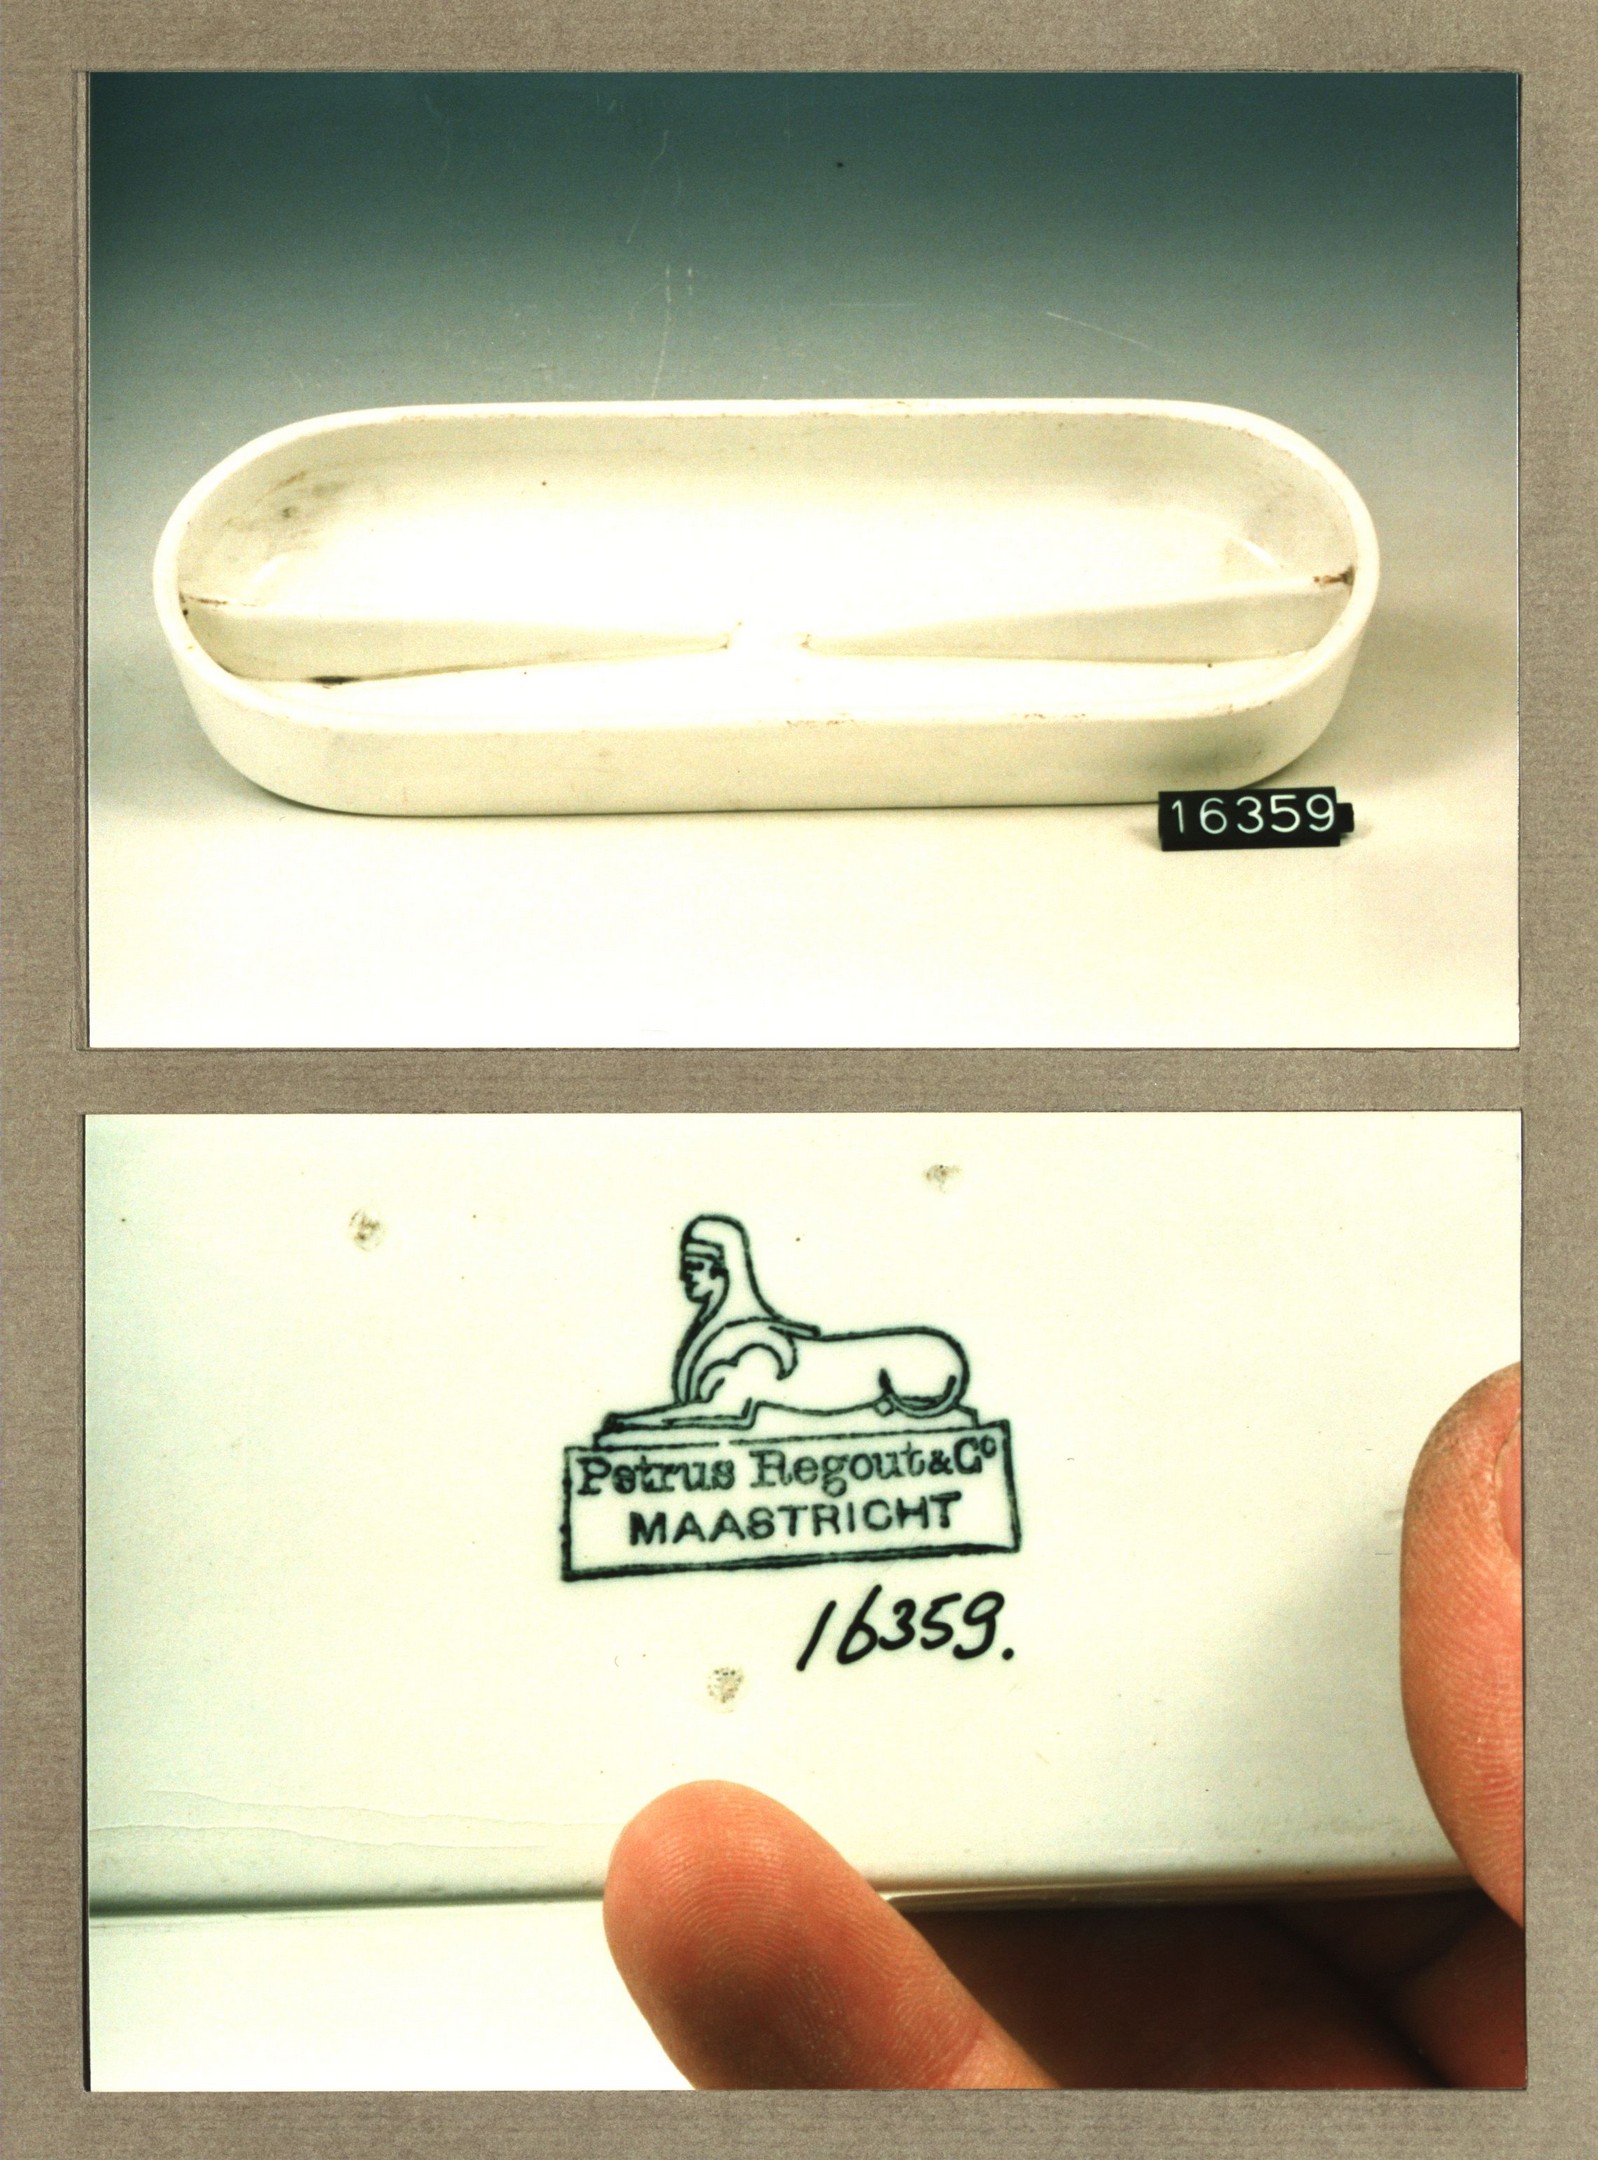 16359
Petrus Regout & Co
MAASTRICHT
16359.